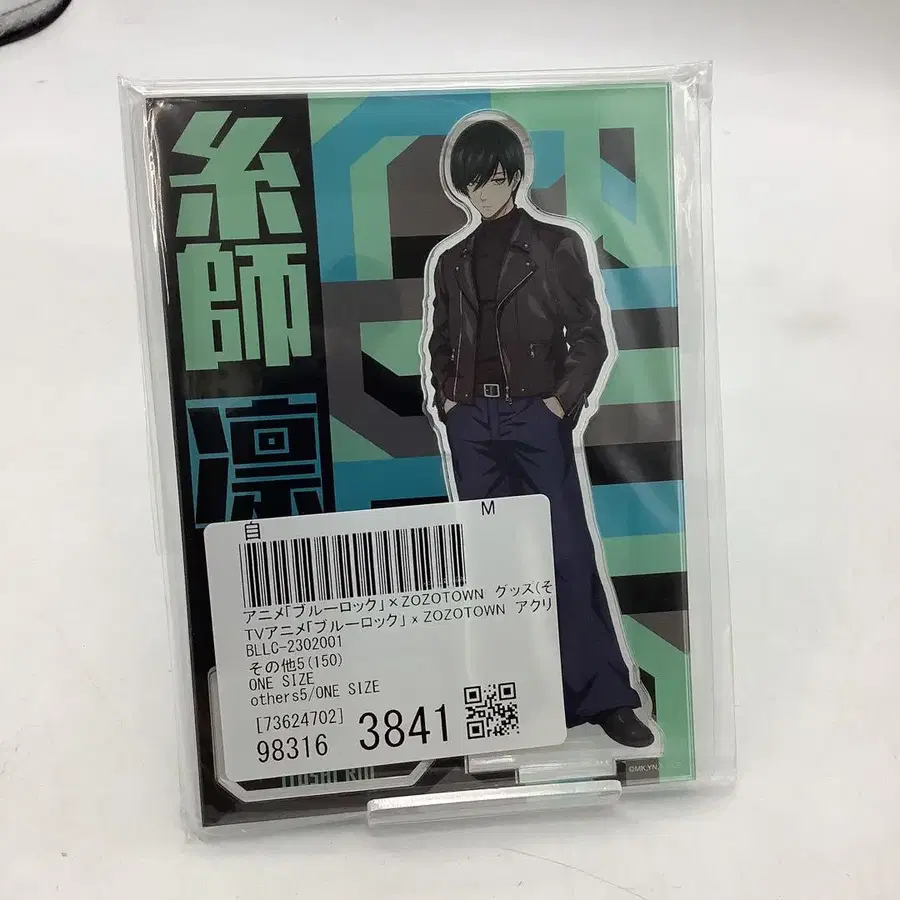 糸師
凛
M
自
アニメ「ブルーロック」×ZOZOTOWN グッズ(そ
TVアニメ「ブルーロック」×ZOZOTOWN アクリ
BLLC-2302001
その他5(150)
ONE SIZE
others5/ONE SIZE
[73624702]
98316 3841
©MK,YN,